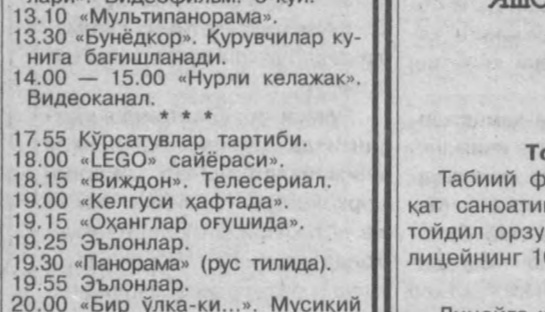 13.10 «Мультипанорама».
13.30 «Бунёдкор». Қурувчилар ку-
нига бағишланади.
14.00 — 15.00 «Нурли келажак».
Видеоканал.
* * *
17.55 Кўрсатувлар тартиби.
18.00 «LEGO» сайёраси».
18.15 «Виждон». Телесериал.
19.00 «Келгуси ҳафтада».
19.15 «Оҳанглар оғушида».
19.25 Эълонлар.
19.30 «Панорама» (рус тилида).
19.55 Эълонлар.
20.00 «Бир ўлка-ки...». Мусиқий
Табиий ф
қат саноати
тойдил орзу
лицейнинг 1